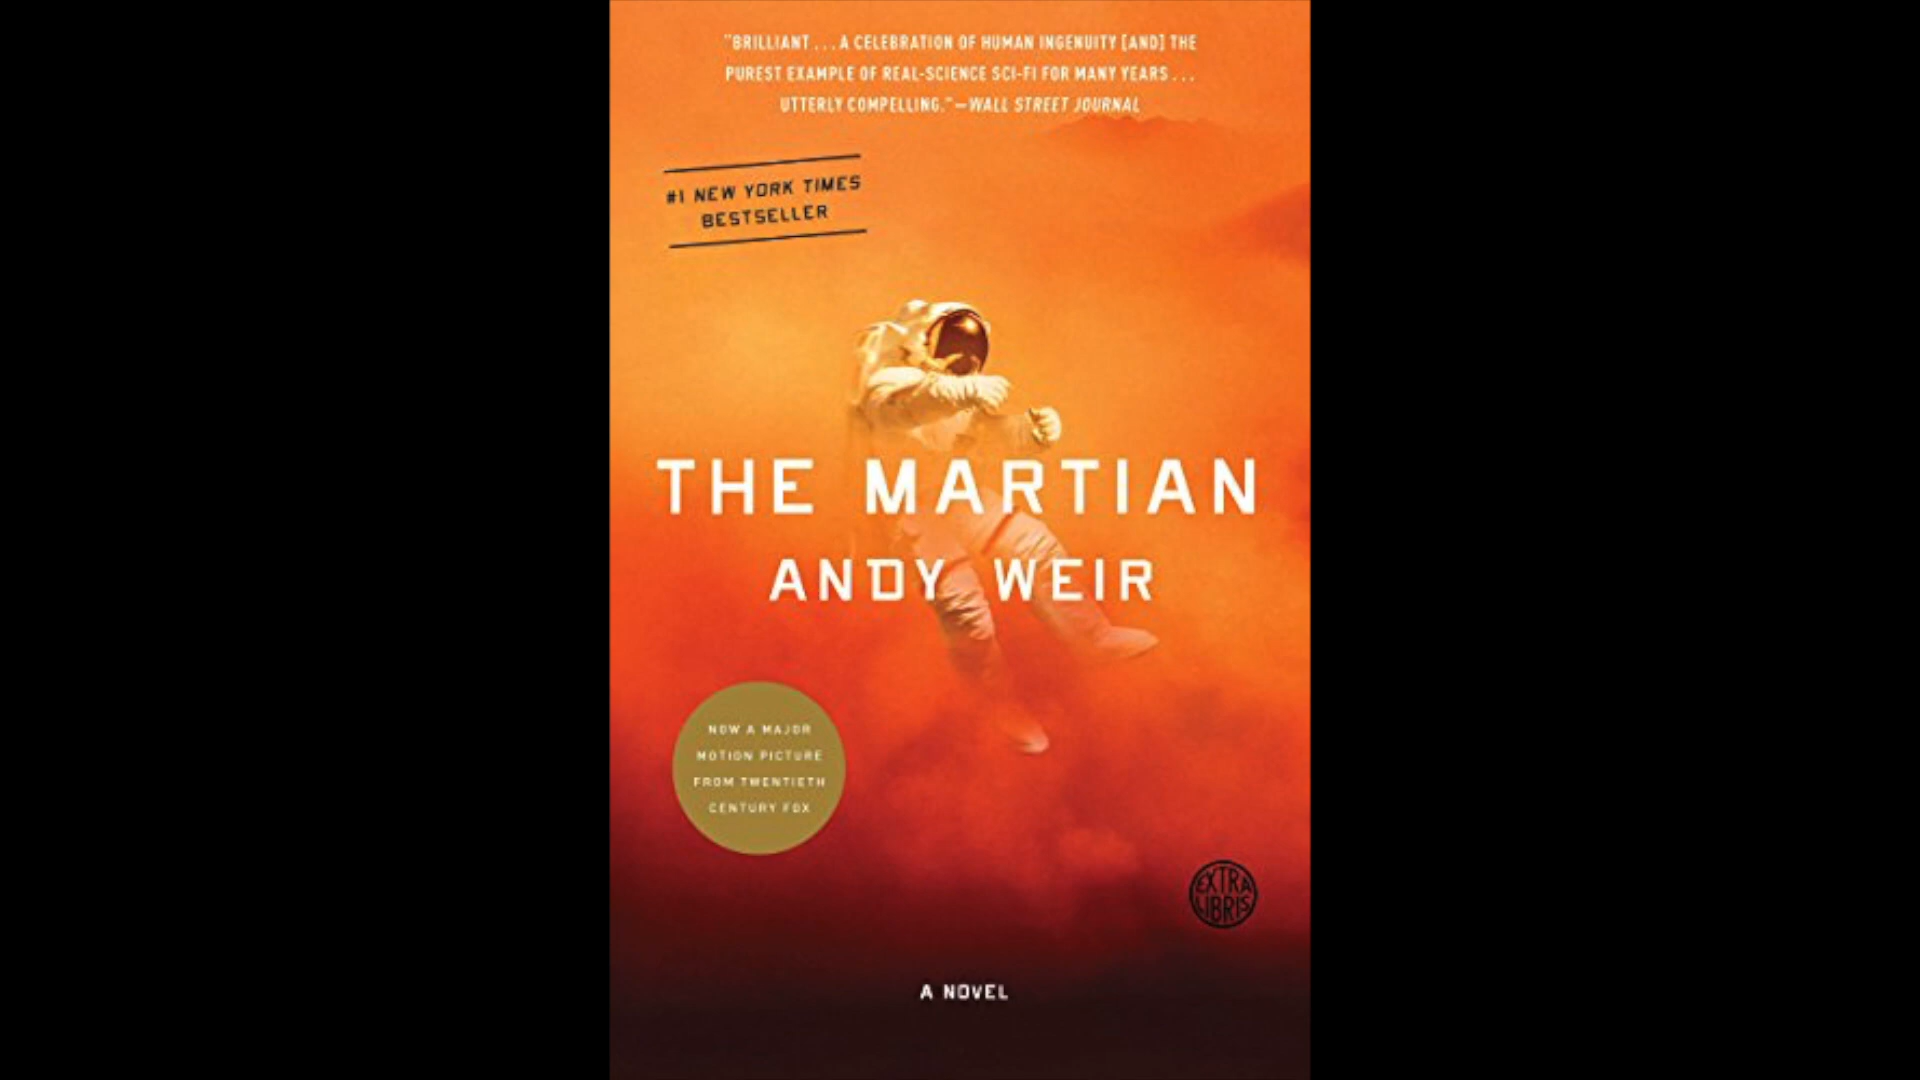 "BRILLIANT ... A CELEBRATION OF HUMAN INGENUITY [AND] THE
PUREST EXAMPLE OF REAL-SCIENCE SCI-FI FOR MANY YEARS ...
UTTERLY COMPELLING."—WALL STREET JOURNAL
#1 NEW YORK TIMES
BESTSELLER
THE MARTIAN
ANDY WEIR
NOW A MAJOR
MOTION PICTURE
FROM TWENTIETH
CENTURY FOX
EXTRA
LIBRIS
A NOVEL